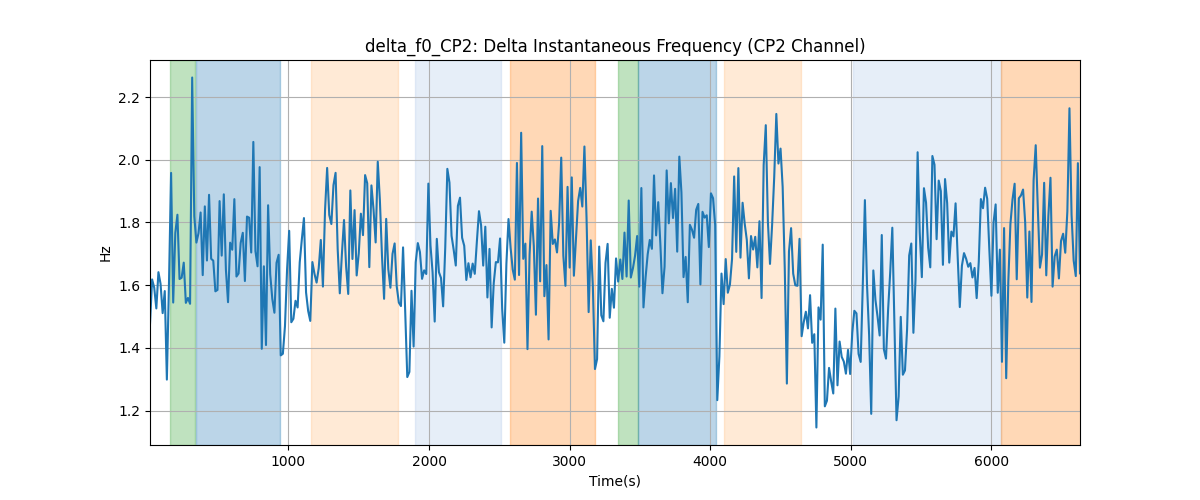 delta_f0_CP2: Delta Instantaneous Frequency (CP2 Channel)
Hz
2.2
2.0
1.8
1.6
1.4
1.2
1000 2000 3000 4000 5000 6000
Time(s)